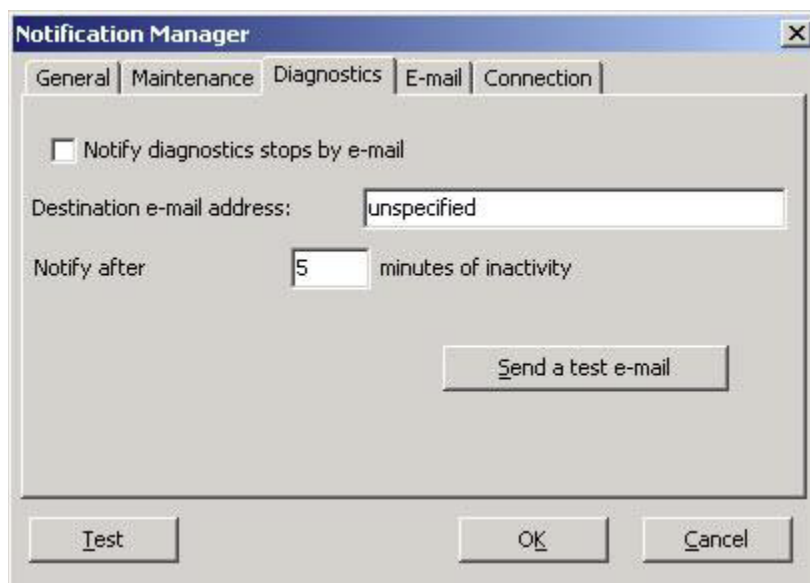 Notification Manager
General Maintenance Diagnostics E-mail Connection
Notify diagnostics stops by e-mail
Destination e-mail address: unspecified
Notify after 5 minutes of inactivity
Send a test e-mail
Test OK Cancel